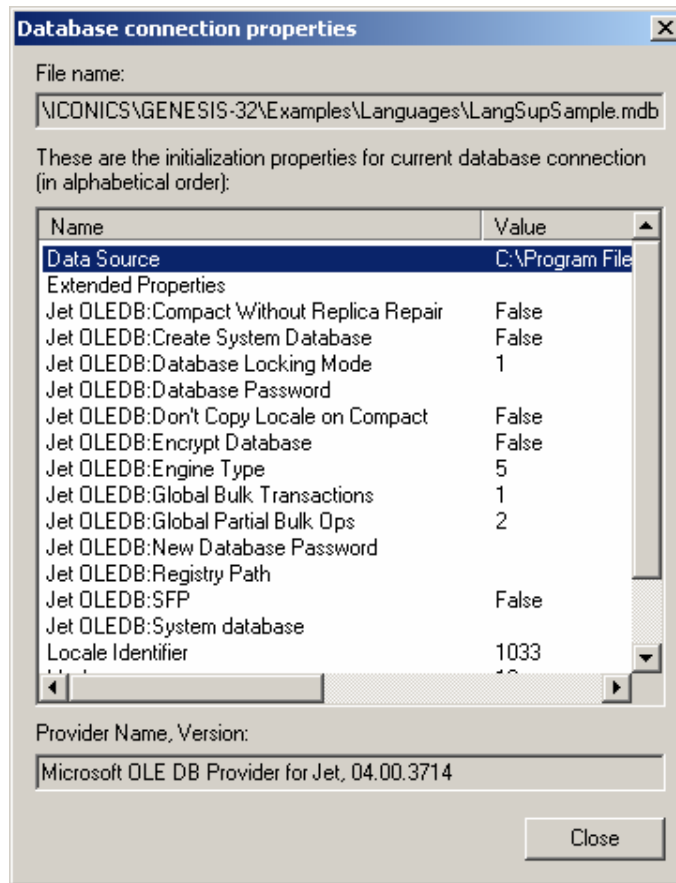 Database connection properties
File name:
\ICONICS\GENESIS-32\Examples\Languages\LangSupSample.mdb
These are the initialization properties for current database connection
(in alphabetical order):
Name Value
Data Source C:\Program File
Extended Properties
Jet OLEDB:Compact Without Replica Repair False
Jet OLEDB:Create System Database False
Jet OLEDB:Database Locking Mode 1
Jet OLEDB:Database Password
Jet OLEDB:Don't Copy Locale on Compact False
Jet OLEDB:Encrypt Database False
Jet OLEDB:Engine Type 5
Jet OLEDB:Global Bulk Transactions 1
Jet OLEDB:Global Partial Bulk Ops 2
Jet OLEDB:New Database Password
Jet OLEDB:Registry Path
Jet OLEDB:SFP False
Jet OLEDB:System database
Locale Identifier 1033
Provider Name, Version:
Microsoft OLE DB Provider for Jet, 04.00.3714
Close